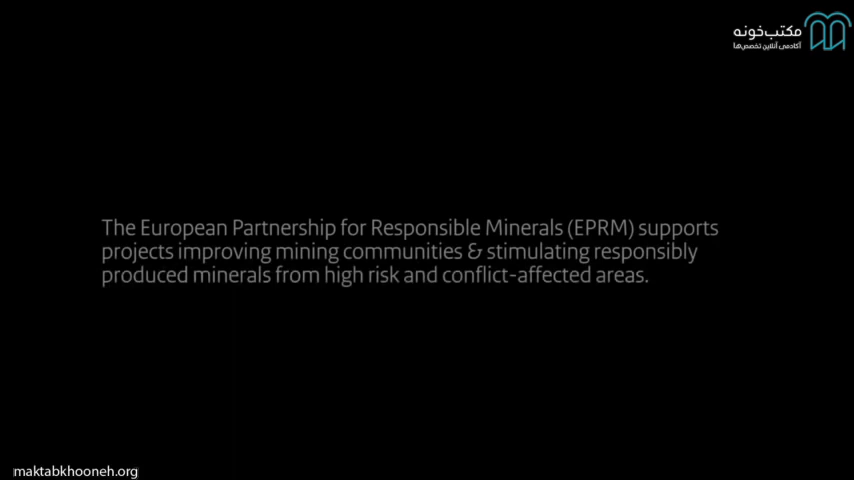 مکتب‌خونه
آکادمی آنلاین تخصص‌ها
The European Partnership for Responsible Minerals (EPRM) supports
projects improving mining communities & stimulating responsibly
produced minerals from high risk and conflict-affected areas.
maktabkhooneh.org